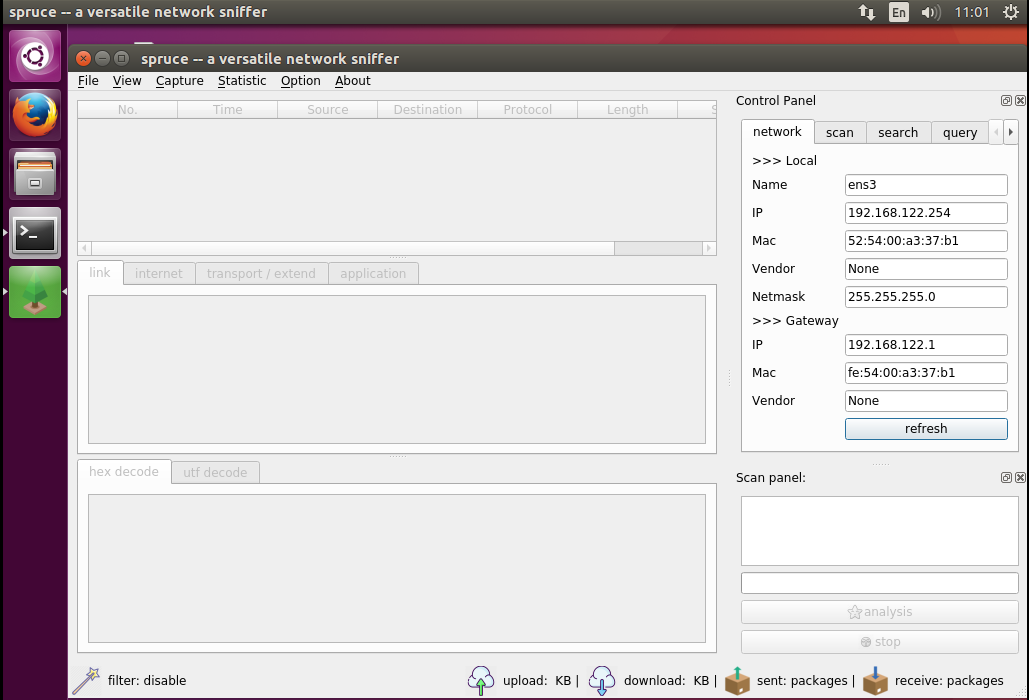 spruce -- a versatile network sniffer
En
11:01
spruce -- a versatile network sniffer
File View Capture Statistic Option About
No. Time Source Destination Protocol Length S
Control Panel
network scan search query
>>> Local
Name ens3
IP 192.168.122.254
Mac 52:54:00:a3:37:b1
Vendor None
Netmask 255.255.255.0
>>> Gateway
IP 192.168.122.1
Mac fe:54:00:a3:37:b1
Vendor None
refresh
link internet transport / extend application
hex decode utf decode
Scan panel:
analysis
stop
filter: disable upload: KB | download: KB | sent: packages | receive: packages